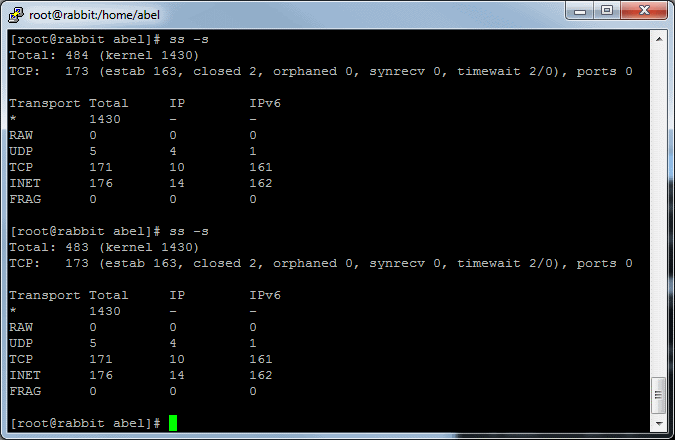 root@rabbit:/home/abel
[root@rabbit abel]# ss -s
Total: 484 (kernel 1430)
TCP:   173 (estab 163, closed 2, orphaned 0, synrecv 0, timewait 2/0), ports 0
Transport Total     IP        IPv6
*         1430      -         -
RAW       0         0         0
UDP       5         4         1
TCP       171       10        161
INET      176       14        162
FRAG      0         0         0
[root@rabbit abel]# ss -s
Total: 483 (kernel 1430)
TCP:   173 (estab 163, closed 2, orphaned 0, synrecv 0, timewait 2/0), ports 0
Transport Total     IP        IPv6
*         1430      -         -
RAW       0         0         0
UDP       5         4         1
TCP       171       10        161
INET      176       14        162
FRAG      0         0         0
[root@rabbit abel]#